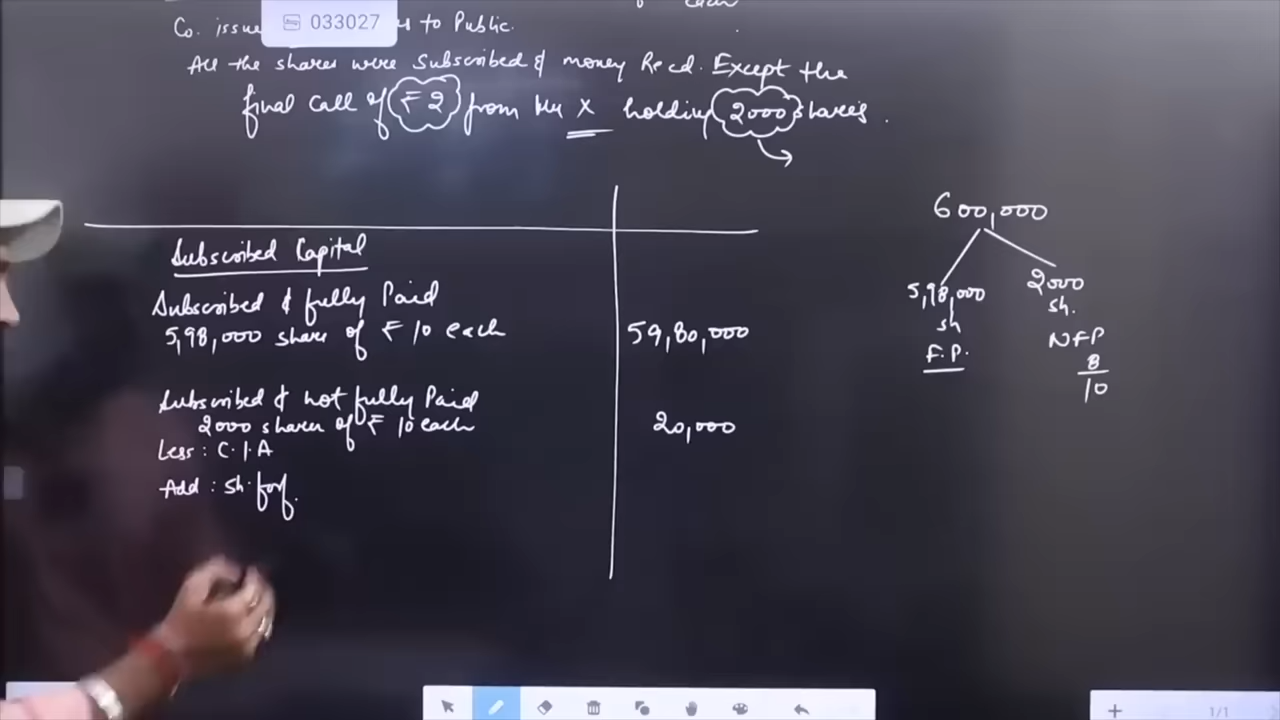 033027
Co. issue to Public.
All the shares were Subscribed & money Recd. Except the
final call of ₹ 2 from Mr X holding 2000 shares.
Subscribed Capital
Subscribed & fully Paid
5,98,000 share of ₹ 10 each 59,80,000
Subscribed & not fully Paid
2000 shares of ₹ 10 each 20,000
Less : C.I.A
Add : Sh. forf.
600,000
5,98,000 2000
sh sh.
F.P. NFP
8
10
1/1